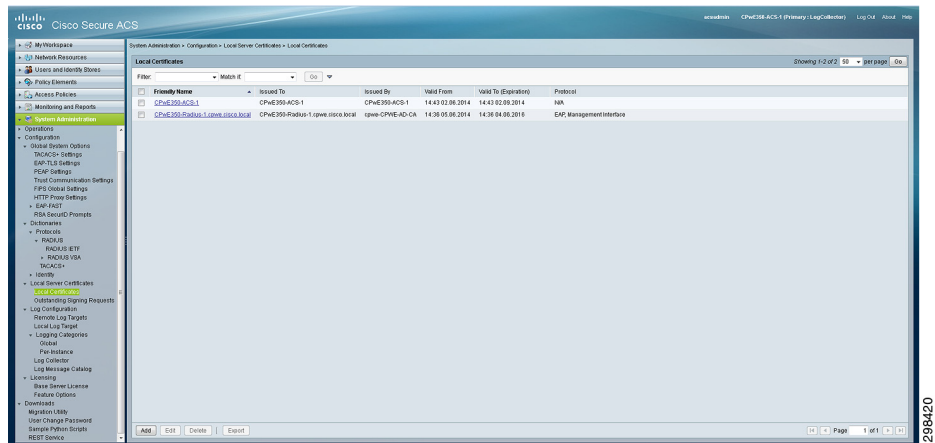 cisco Cisco Secure ACS
acsadmin CPwE350-ACS-1 (Primary : LogCollector) Log Out About Help
My Workspace
Network Resources
Users and Identity Stores
Policy Elements
Access Policies
Monitoring and Reports
System Administration
Operations
Configuration
Global System Options
TACACS+ Settings
EAP-TLS Settings
PEAP Settings
Trust Communication Settings
FIPS Global Settings
HTTP Proxy Settings
EAP-FAST
RSA SecurID Prompts
Dictionaries
Protocols
RADIUS
RADIUS IETF
RADIUS VSA
TACACS+
Identity
Local Server Certificates
Local Certificates
Outstanding Signing Requests
Log Configuration
Remote Log Targets
Local Log Target
Logging Categories
Global
Per-Instance
Log Collector
Log Message Catalog
Licensing
Base Server License
Feature Options
Downloads
Migration Utility
User Change Password
Sample Python Scripts
REST Service
System Administration > Configuration > Local Server Certificates > Local Certificates
Local Certificates Showing 1-2 of 2 50 per page Go
Filter: Match if: Go
Friendly Name Issued To Issued By Valid From Valid To (Expiration) Protocol
CPwE350-ACS-1 CPwE350-ACS-1 CPwE350-ACS-1 14:43 02.06.2014 14:43 02.09.2014 N/A
CPwE350-Radius-1.cpwe.cisco.local CPwE350-Radius-1.cpwe.cisco.local cpwe-CPWE-AD-CA 14:36 05.06.2014 14:36 04.06.2016 EAP, Management Interface
Add Edit Delete | Export Page 1 of 1
298420